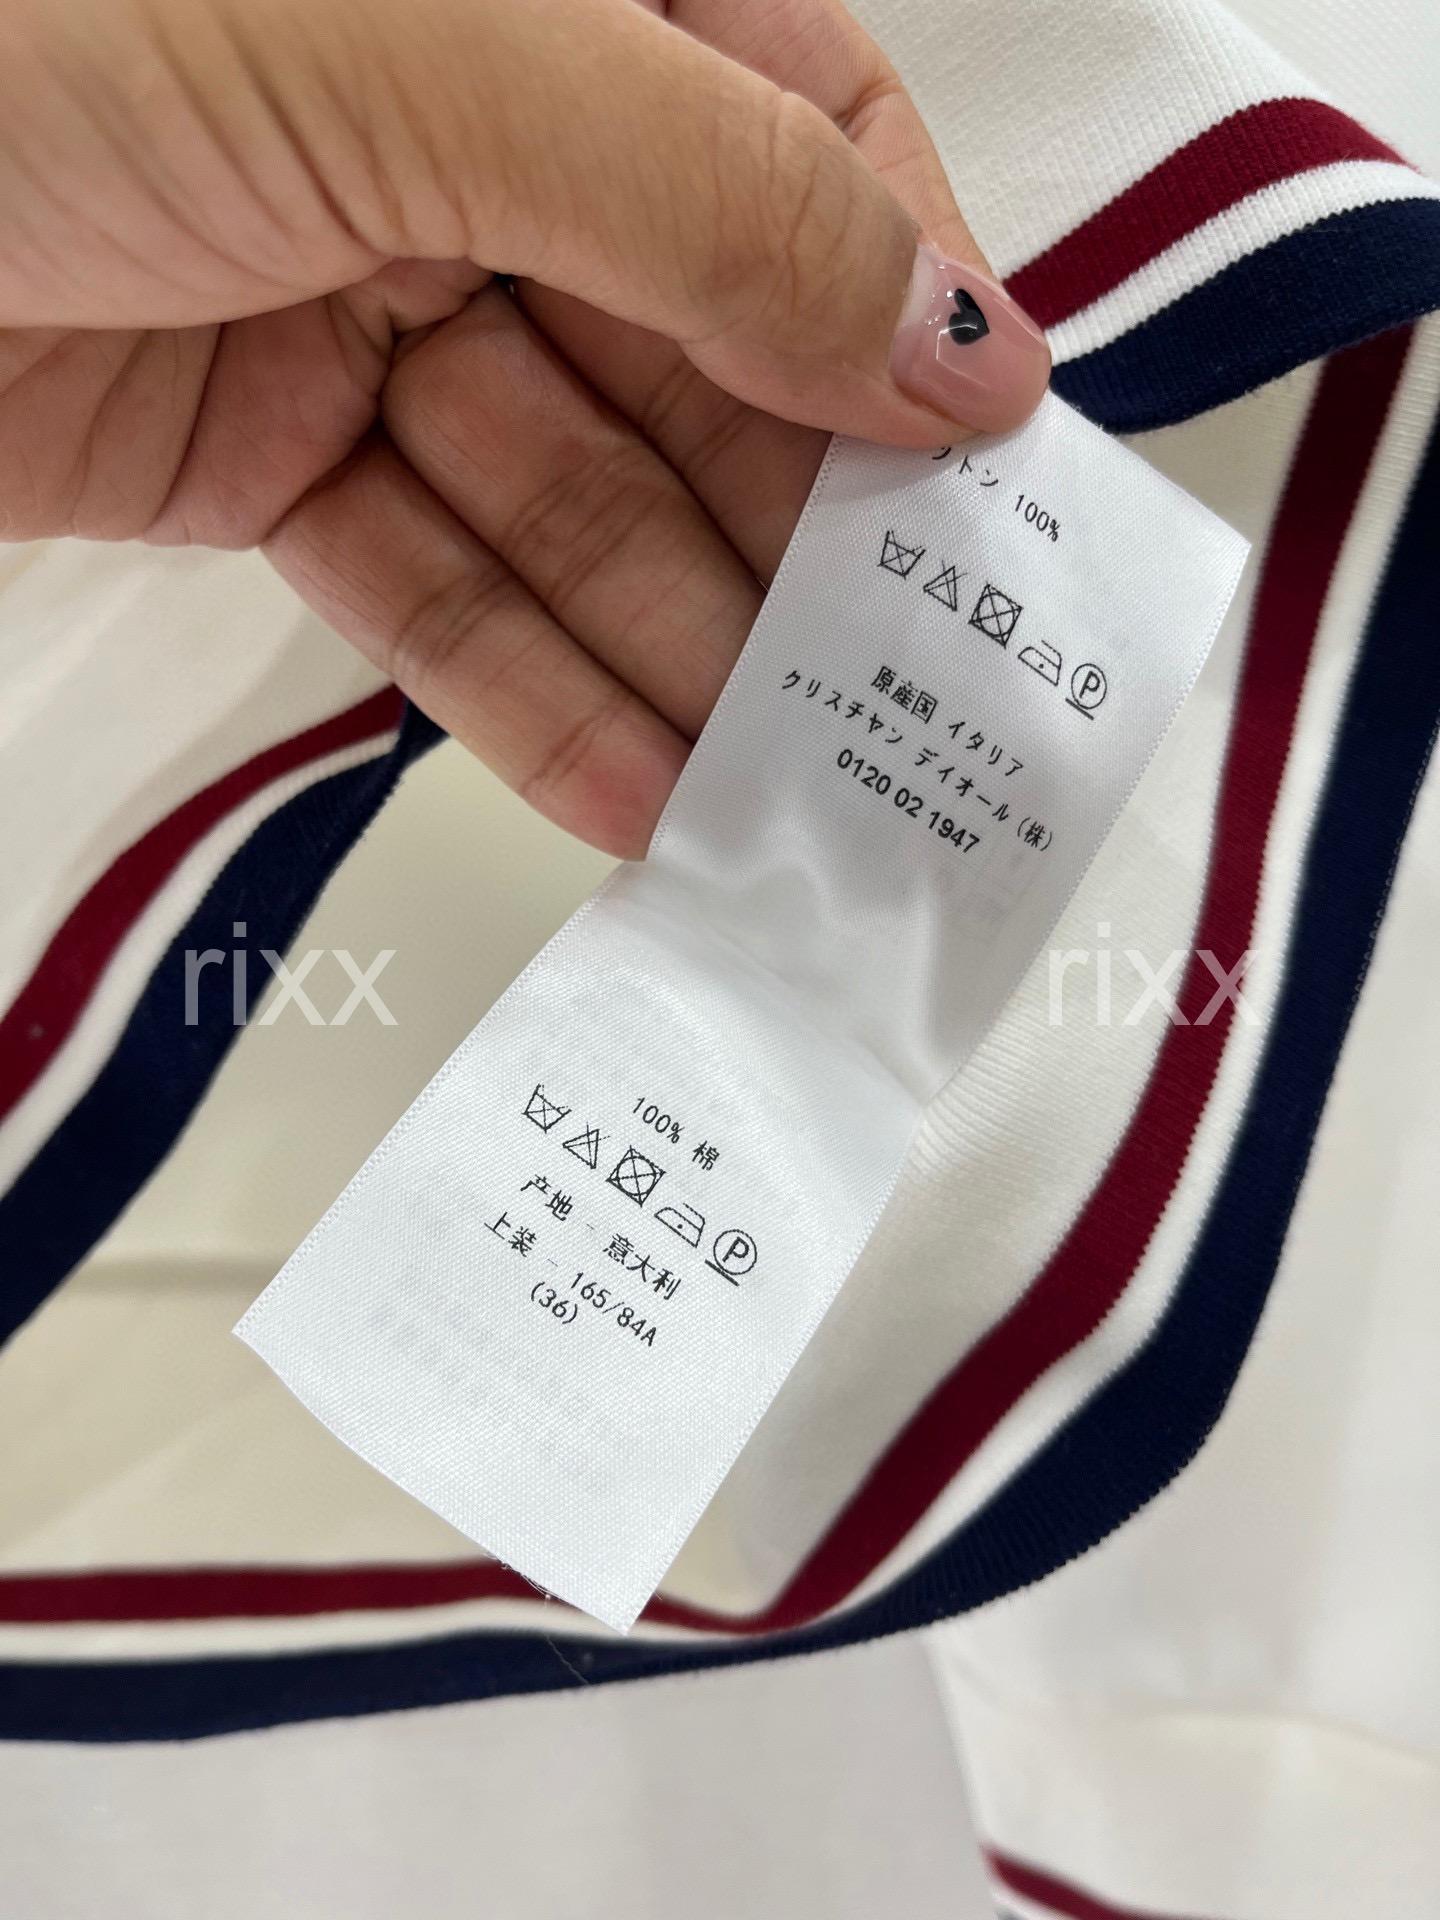 ットン 100%
原産国 イタリア
クリスチャン ディオール (株)
0120 02 1947
rixx
rixx
100% 棉
产地 - 意大利
上装 - 165/84A
(36)